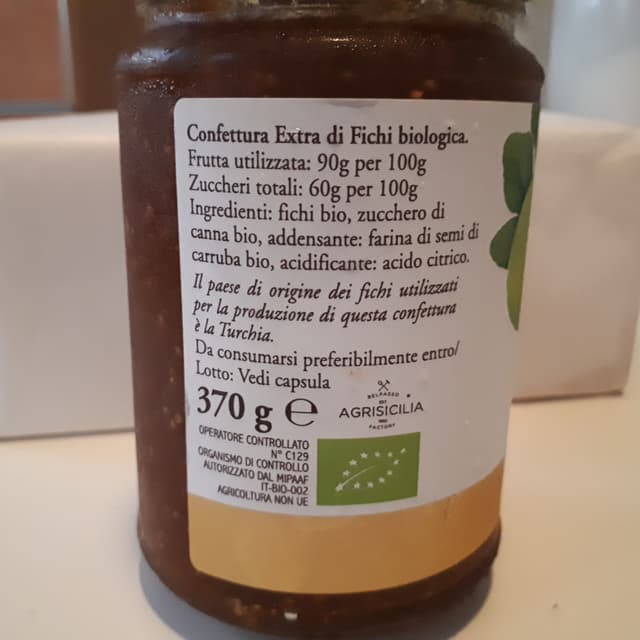 Confettura Extra di Fichi biologica.
Frutta utilizzata: 90g per 100g
Zuccheri totali: 60g per 100g
Ingredienti: fichi bio, zucchero di
canna bio, addensante: farina di semi di
carruba bio, acidificante: acido citrico.
Il paese di origine dei fichi utilizzati
per la produzione di questa confettura
è la Turchia.
Da consumarsi preferibilmente entro/
Lotto: Vedi capsula
370 g ℮
BELPASSO
AGRISICILIA
FACTORY
OPERATORE CONTROLLATO
N° C129
ORGANISMO DI CONTROLLO
AUTORIZZATO DAL MIPAAF
IT-BIO-002
AGRICOLTURA NON UE